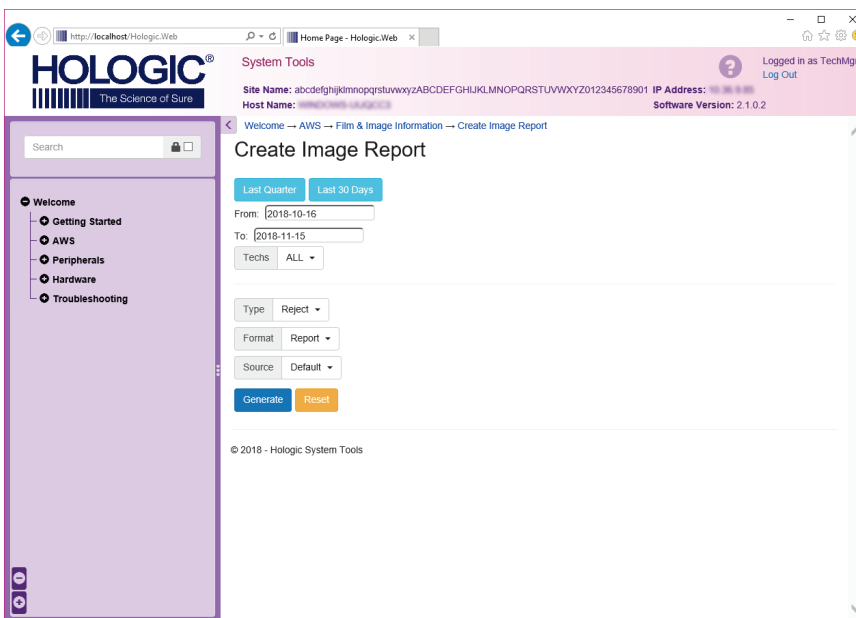 http://localhost/Hologic.Web
Home Page - Hologic.Web
HOLOGIC®
The Science of Sure
System Tools
Site Name: abcdefghijklmnopqrstuvwxyzABCDEFGHIJKLMNOPQRSTUVWXYZ012345678901 IP Address:
Host Name:
Software Version: 2.1.0.2
Logged in as TechMgr
Log Out
Search
Welcome
Getting Started
AWS
Peripherals
Hardware
Troubleshooting
Welcome → AWS → Film & Image Information → Create Image Report
Create Image Report
Last Quarter Last 30 Days
From: 2018-10-16
To: 2018-11-15
Techs ALL
Type Reject
Format Report
Source Default
Generate Reset
© 2018 - Hologic System Tools